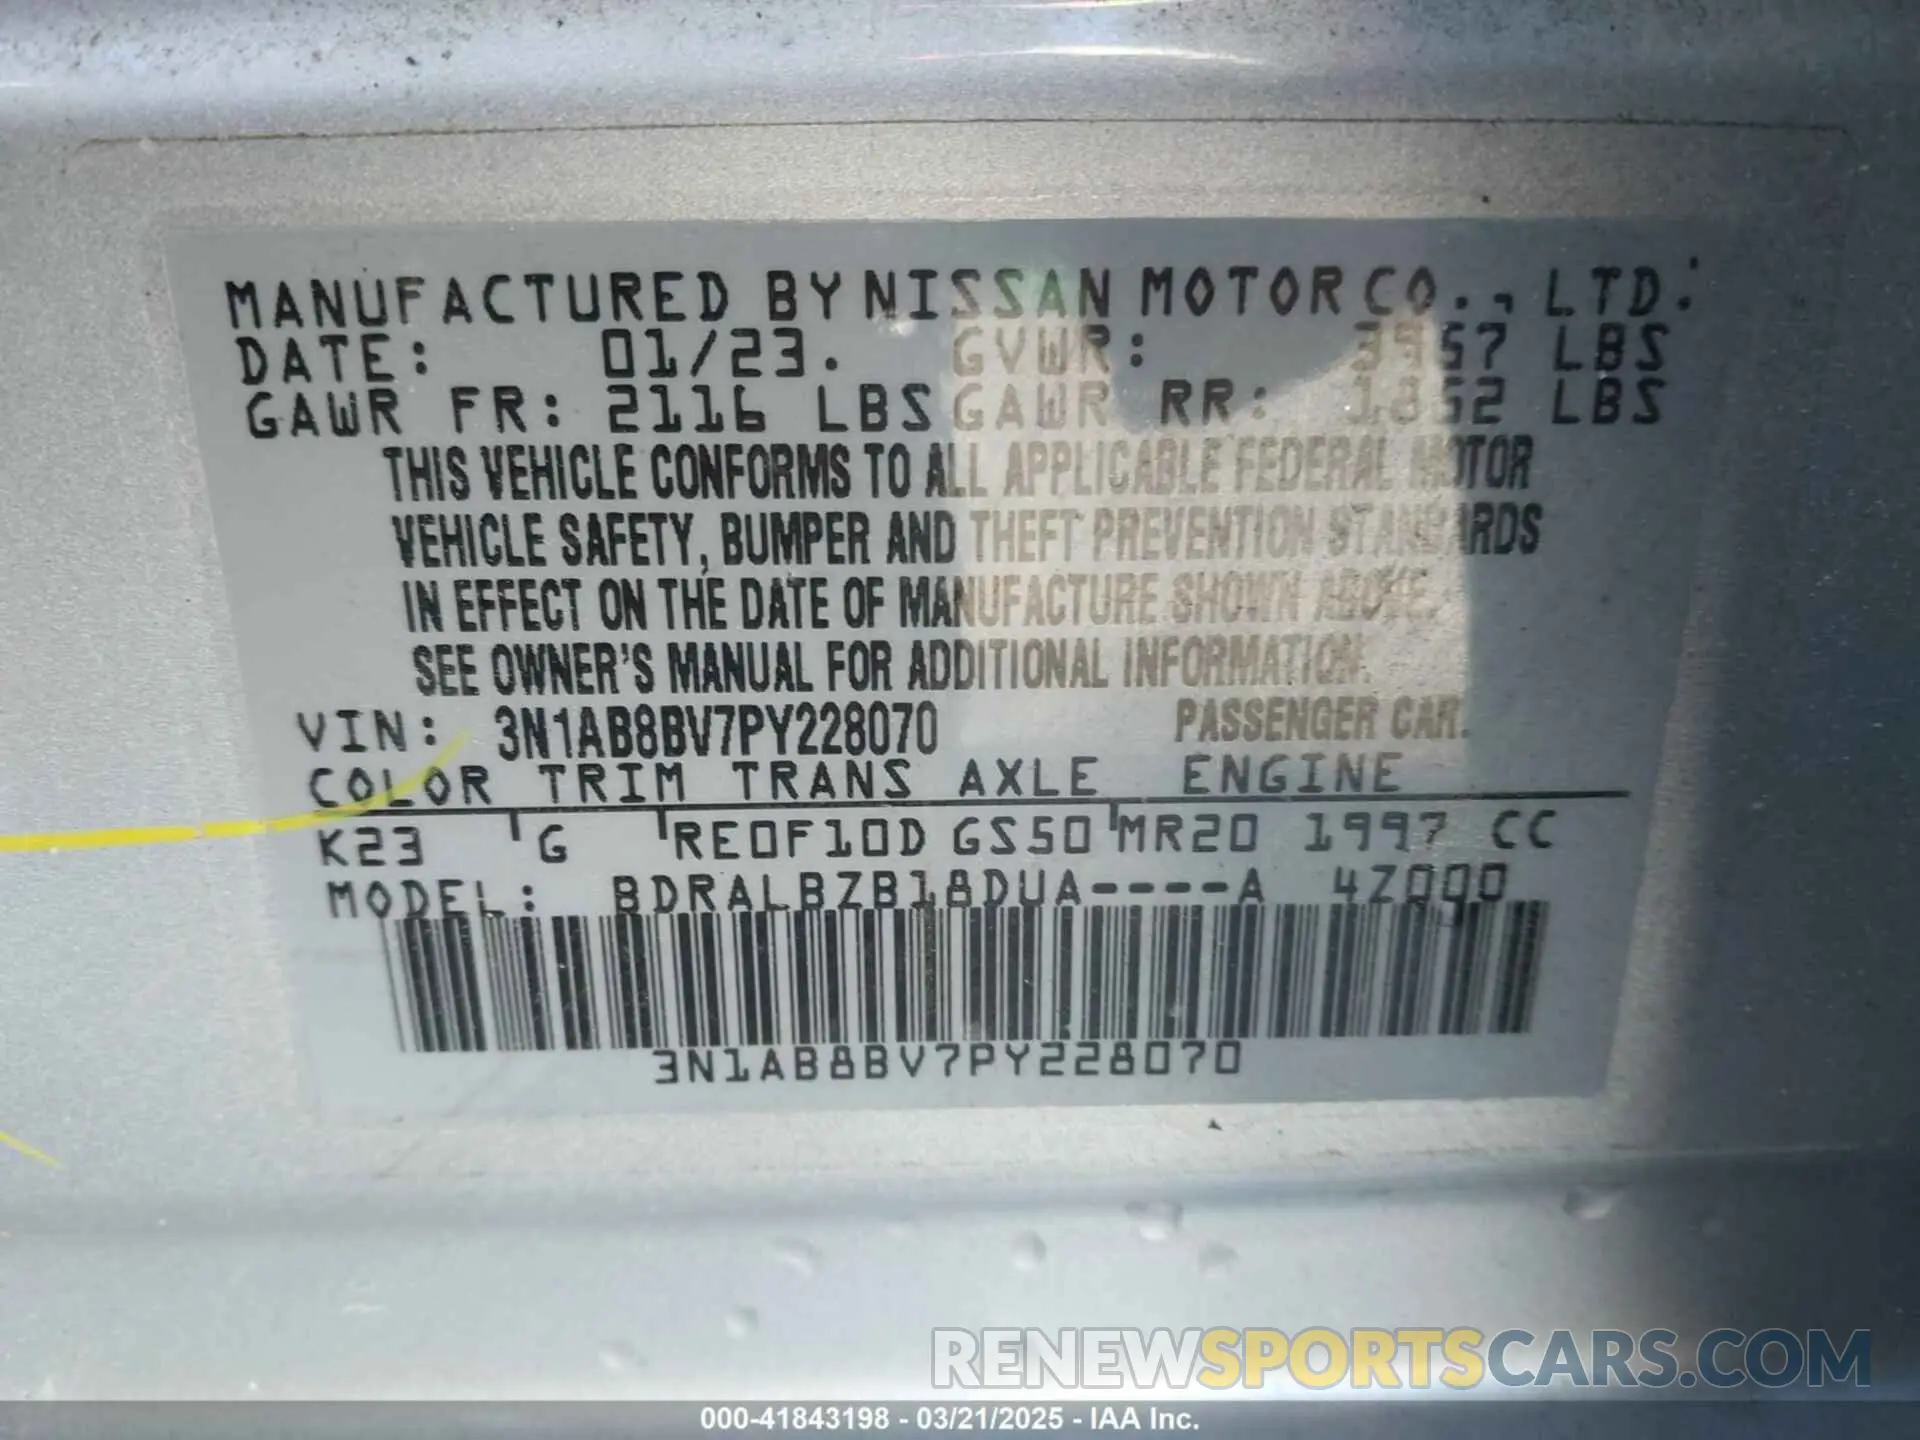 MANUFACTURED BY NISSAN MOTOR CO., LTD.
DATE: 01/23. GVWR: 3957 LBS
GAWR FR: 2116 LBS GAWR RR: 1852 LBS
THIS VEHICLE CONFORMS TO ALL APPLICABLE FEDERAL MOTOR
VEHICLE SAFETY, BUMPER AND THEFT PREVENTION STANDARDS
IN EFFECT ON THE DATE OF MANUFACTURE SHOWN ABOVE.
SEE OWNER'S MANUAL FOR ADDITIONAL INFORMATION.
VIN: 3N1AB8BV7PY228070 PASSENGER CAR.
COLOR TRIM TRANS AXLE ENGINE
K23 G RE0F10D GS50 MR20 1997 CC
MODEL: BDRALBZB18DUA----A 4Z000
3N1AB8BV7PY228070
RENEWSPORTSCARS.COM
000-41843198 - 03/21/2025 - IAA Inc.